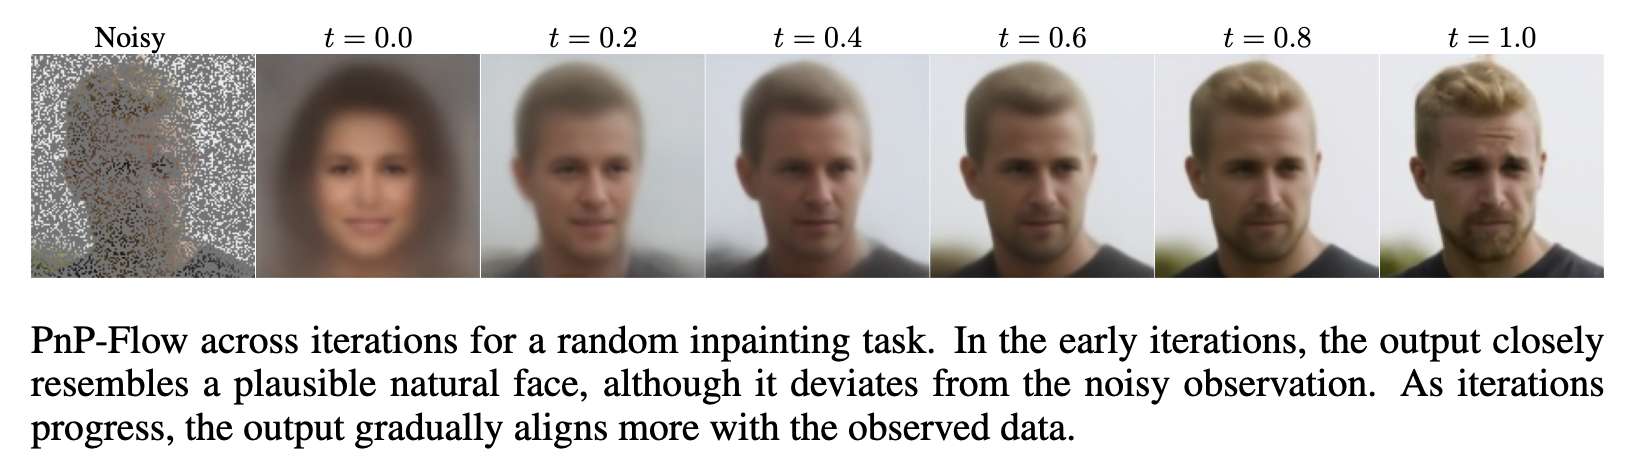 Noisy t = 0.0 t = 0.2 t = 0.4 t = 0.6 t = 0.8 t = 1.0
PnP-Flow across iterations for a random inpainting task. In the early iterations, the output closely
resembles a plausible natural face, although it deviates from the noisy observation. As iterations
progress, the output gradually aligns more with the observed data.